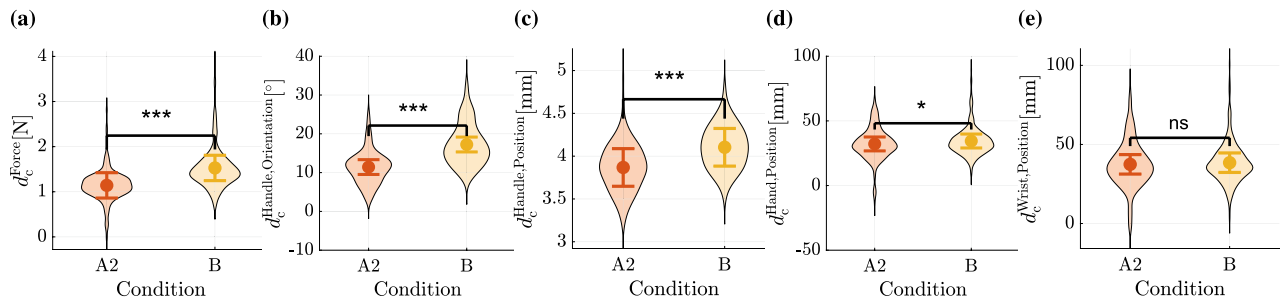 (a)
4
3
2
1
0
d_c^Force [N]
***
A2
B
Condition
(b)
40
30
20
10
0
-10
d_c^Handle,Orientation [°]
***
A2
B
Condition
(c)
5
4.5
4
3.5
3
d_c^Handle,Position [mm]
***
A2
B
Condition
(d)
100
50
0
-50
d_c^Hand,Position [mm]
*
A2
B
Condition
(e)
100
50
0
d_c^Wrist,Position [mm]
ns
A2
B
Condition